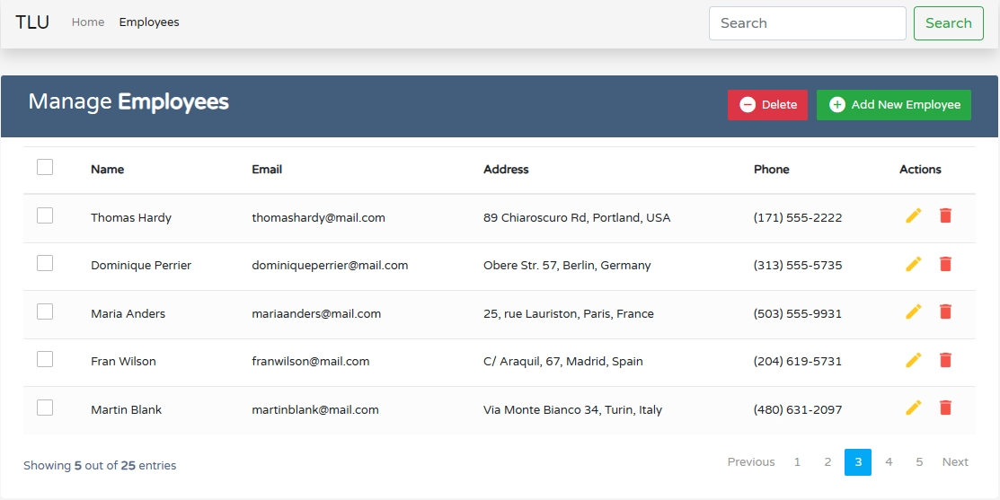 TLU Home Employees Search Search
Manage Employees Delete Add New Employee
Name Email Address Phone Actions
Thomas Hardy thomashardy@mail.com 89 Chiaroscuro Rd, Portland, USA (171) 555-2222
Dominique Perrier dominiqueperrier@mail.com Obere Str. 57, Berlin, Germany (313) 555-5735
Maria Anders mariaanders@mail.com 25, rue Lauriston, Paris, France (503) 555-9931
Fran Wilson franwilson@mail.com C/ Araquil, 67, Madrid, Spain (204) 619-5731
Martin Blank martinblank@mail.com Via Monte Bianco 34, Turin, Italy (480) 631-2097
Showing 5 out of 25 entries Previous 1 2 3 4 5 Next